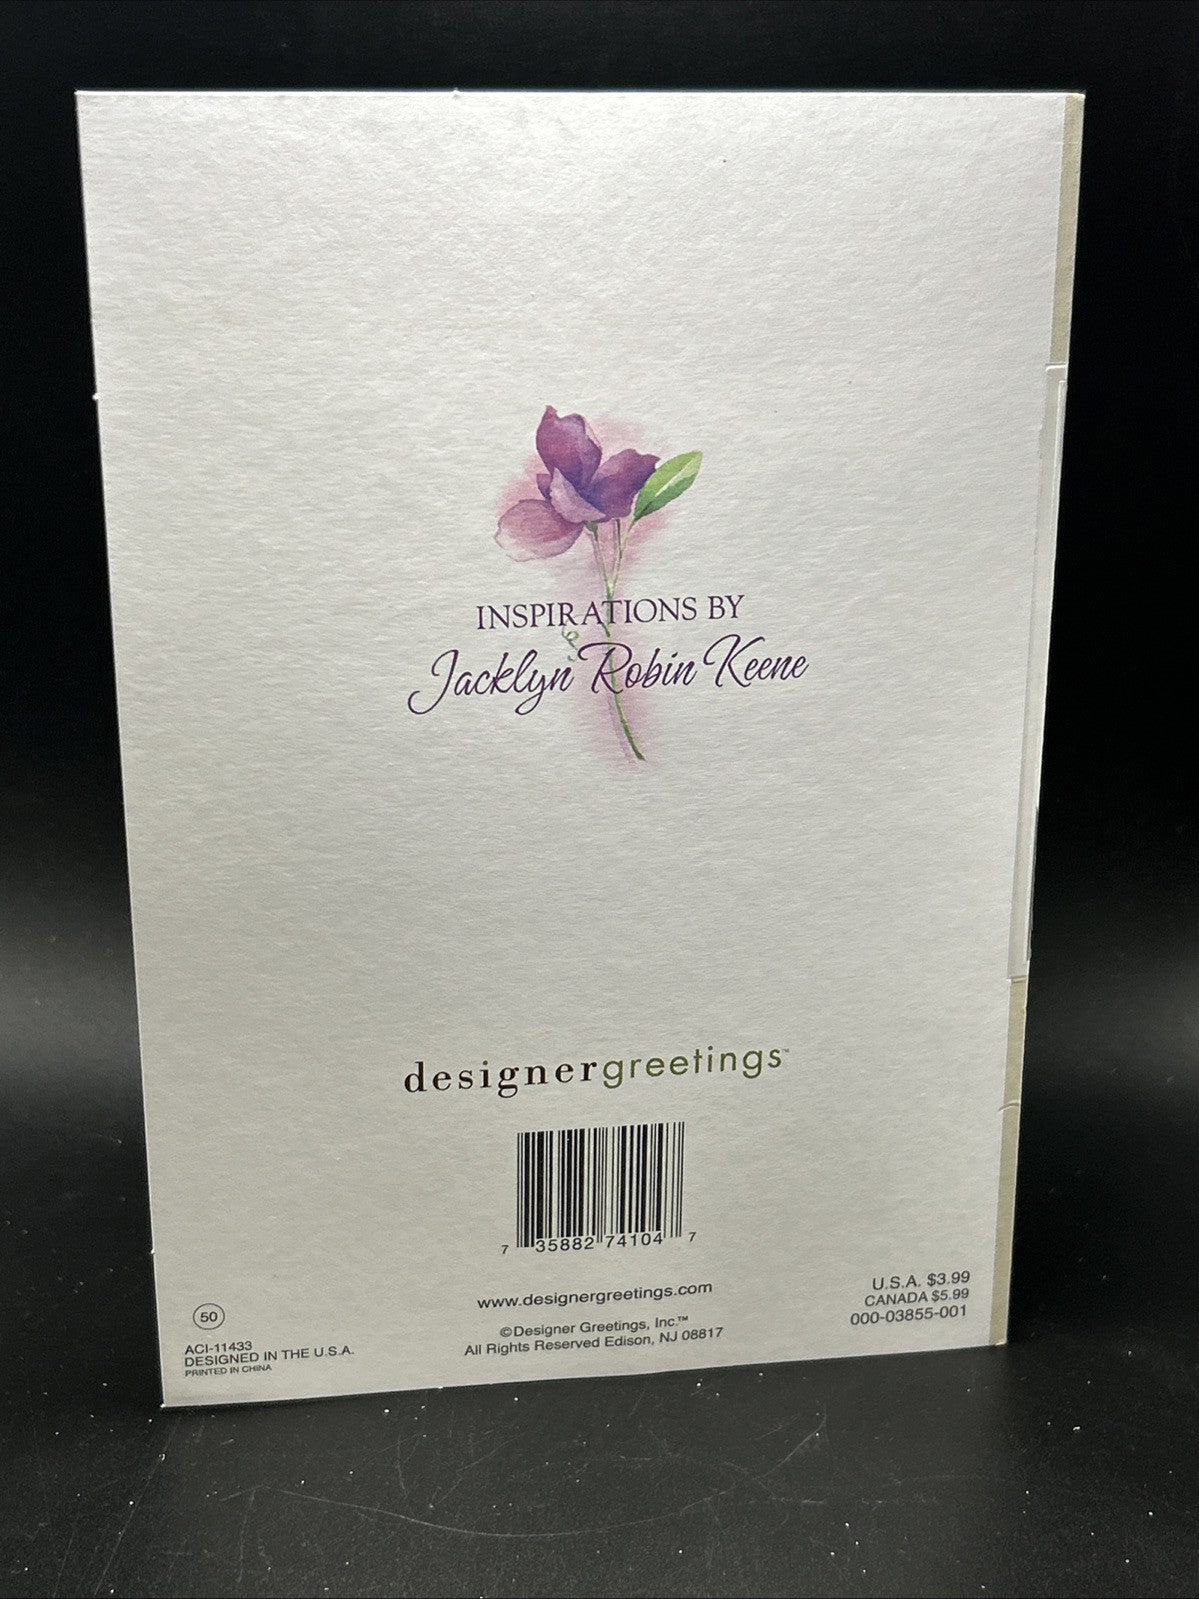 INSPIRATIONS BY
Jacklyn Robin Keene
designergreetings™
7 35882 74104 7
www.designergreetings.com
©Designer Greetings, Inc.™
All Rights Reserved Edison, NJ 08817
50
ACI-11433
DESIGNED IN THE U.S.A.
PRINTED IN CHINA
U.S.A. $3.99
CANADA $5.99
000-03855-001